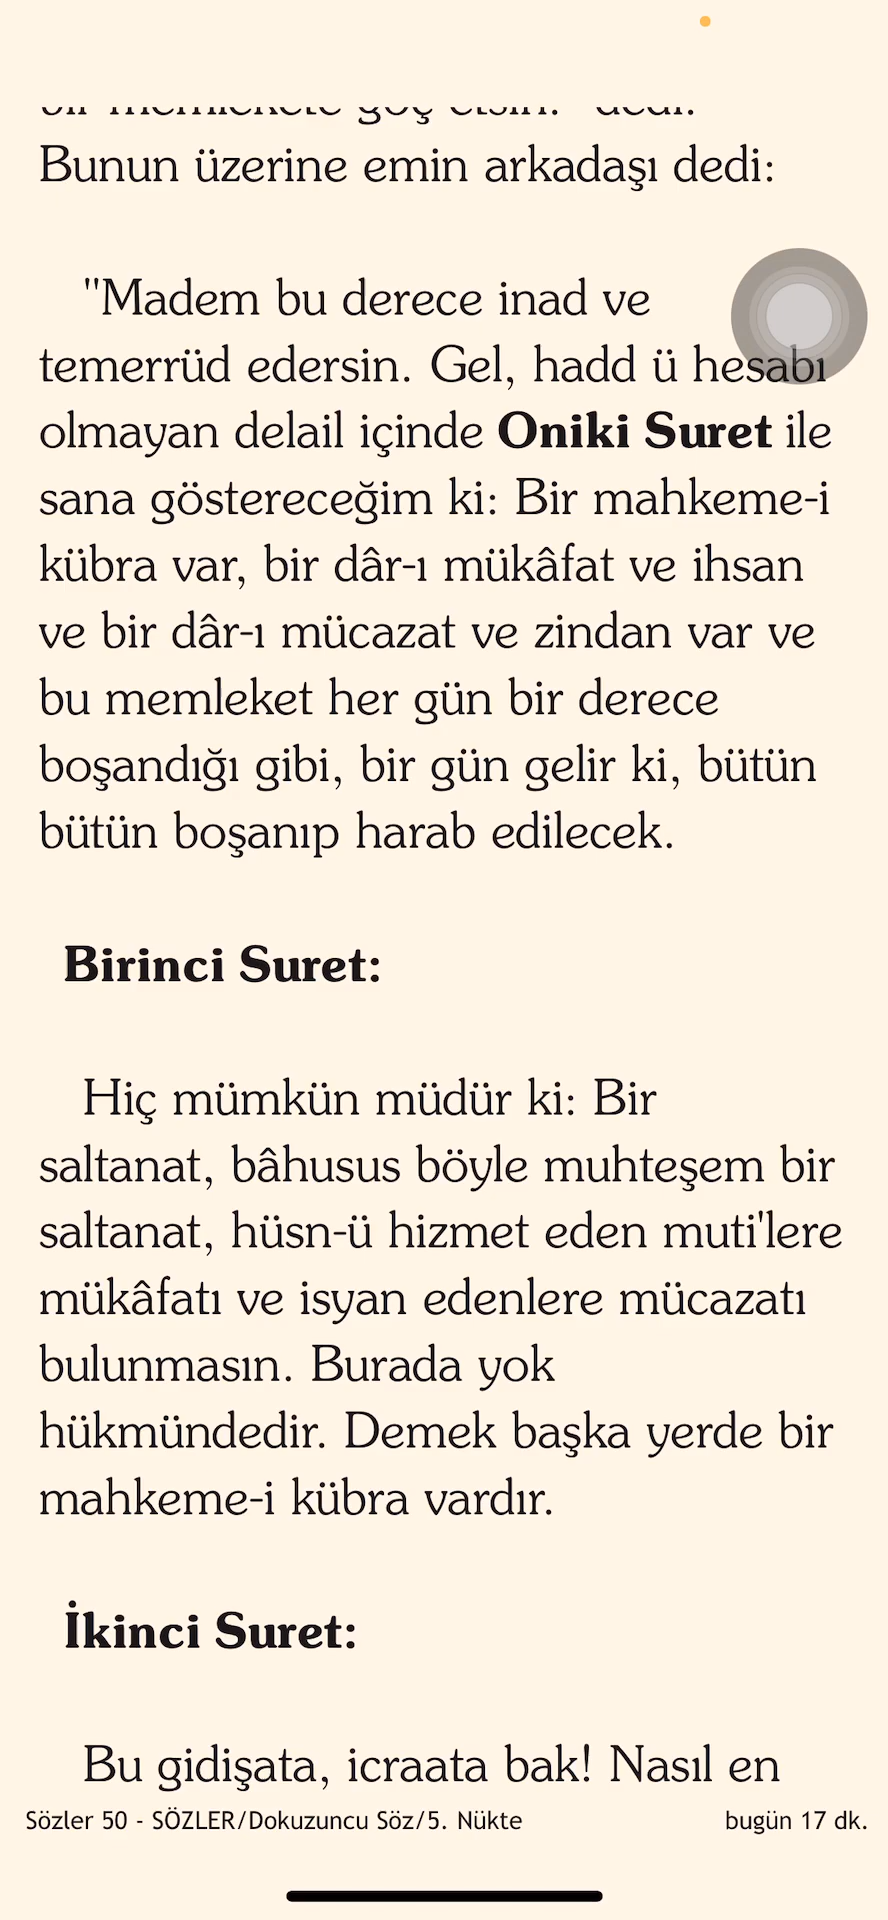 bir memlekete göç etsin." dedi.
Bunun üzerine emin arkadaşı dedi:
"Madem bu derece inad ve
temerrüd edersin. Gel, hadd ü hesabı
olmayan delail içinde Oniki Suret ile
sana göstereceğim ki: Bir mahkeme-i
kübra var, bir dâr-ı mükâfat ve ihsan
ve bir dâr-ı mücazat ve zindan var ve
bu memleket her gün bir derece
boşandığı gibi, bir gün gelir ki, bütün
bütün boşanıp harab edilecek.
Birinci Suret:
Hiç mümkün müdür ki: Bir
saltanat, bâhusus böyle muhteşem bir
saltanat, hüsn-ü hizmet eden muti'lere
mükâfatı ve isyan edenlere mücazatı
bulunmasın. Burada yok
hükmündedir. Demek başka yerde bir
mahkeme-i kübra vardır.
İkinci Suret:
Bu gidişata, icraata bak! Nasıl en
Sözler 50 - SÖZLER/Dokuzuncu Söz/5. Nükte bugün 17 dk.